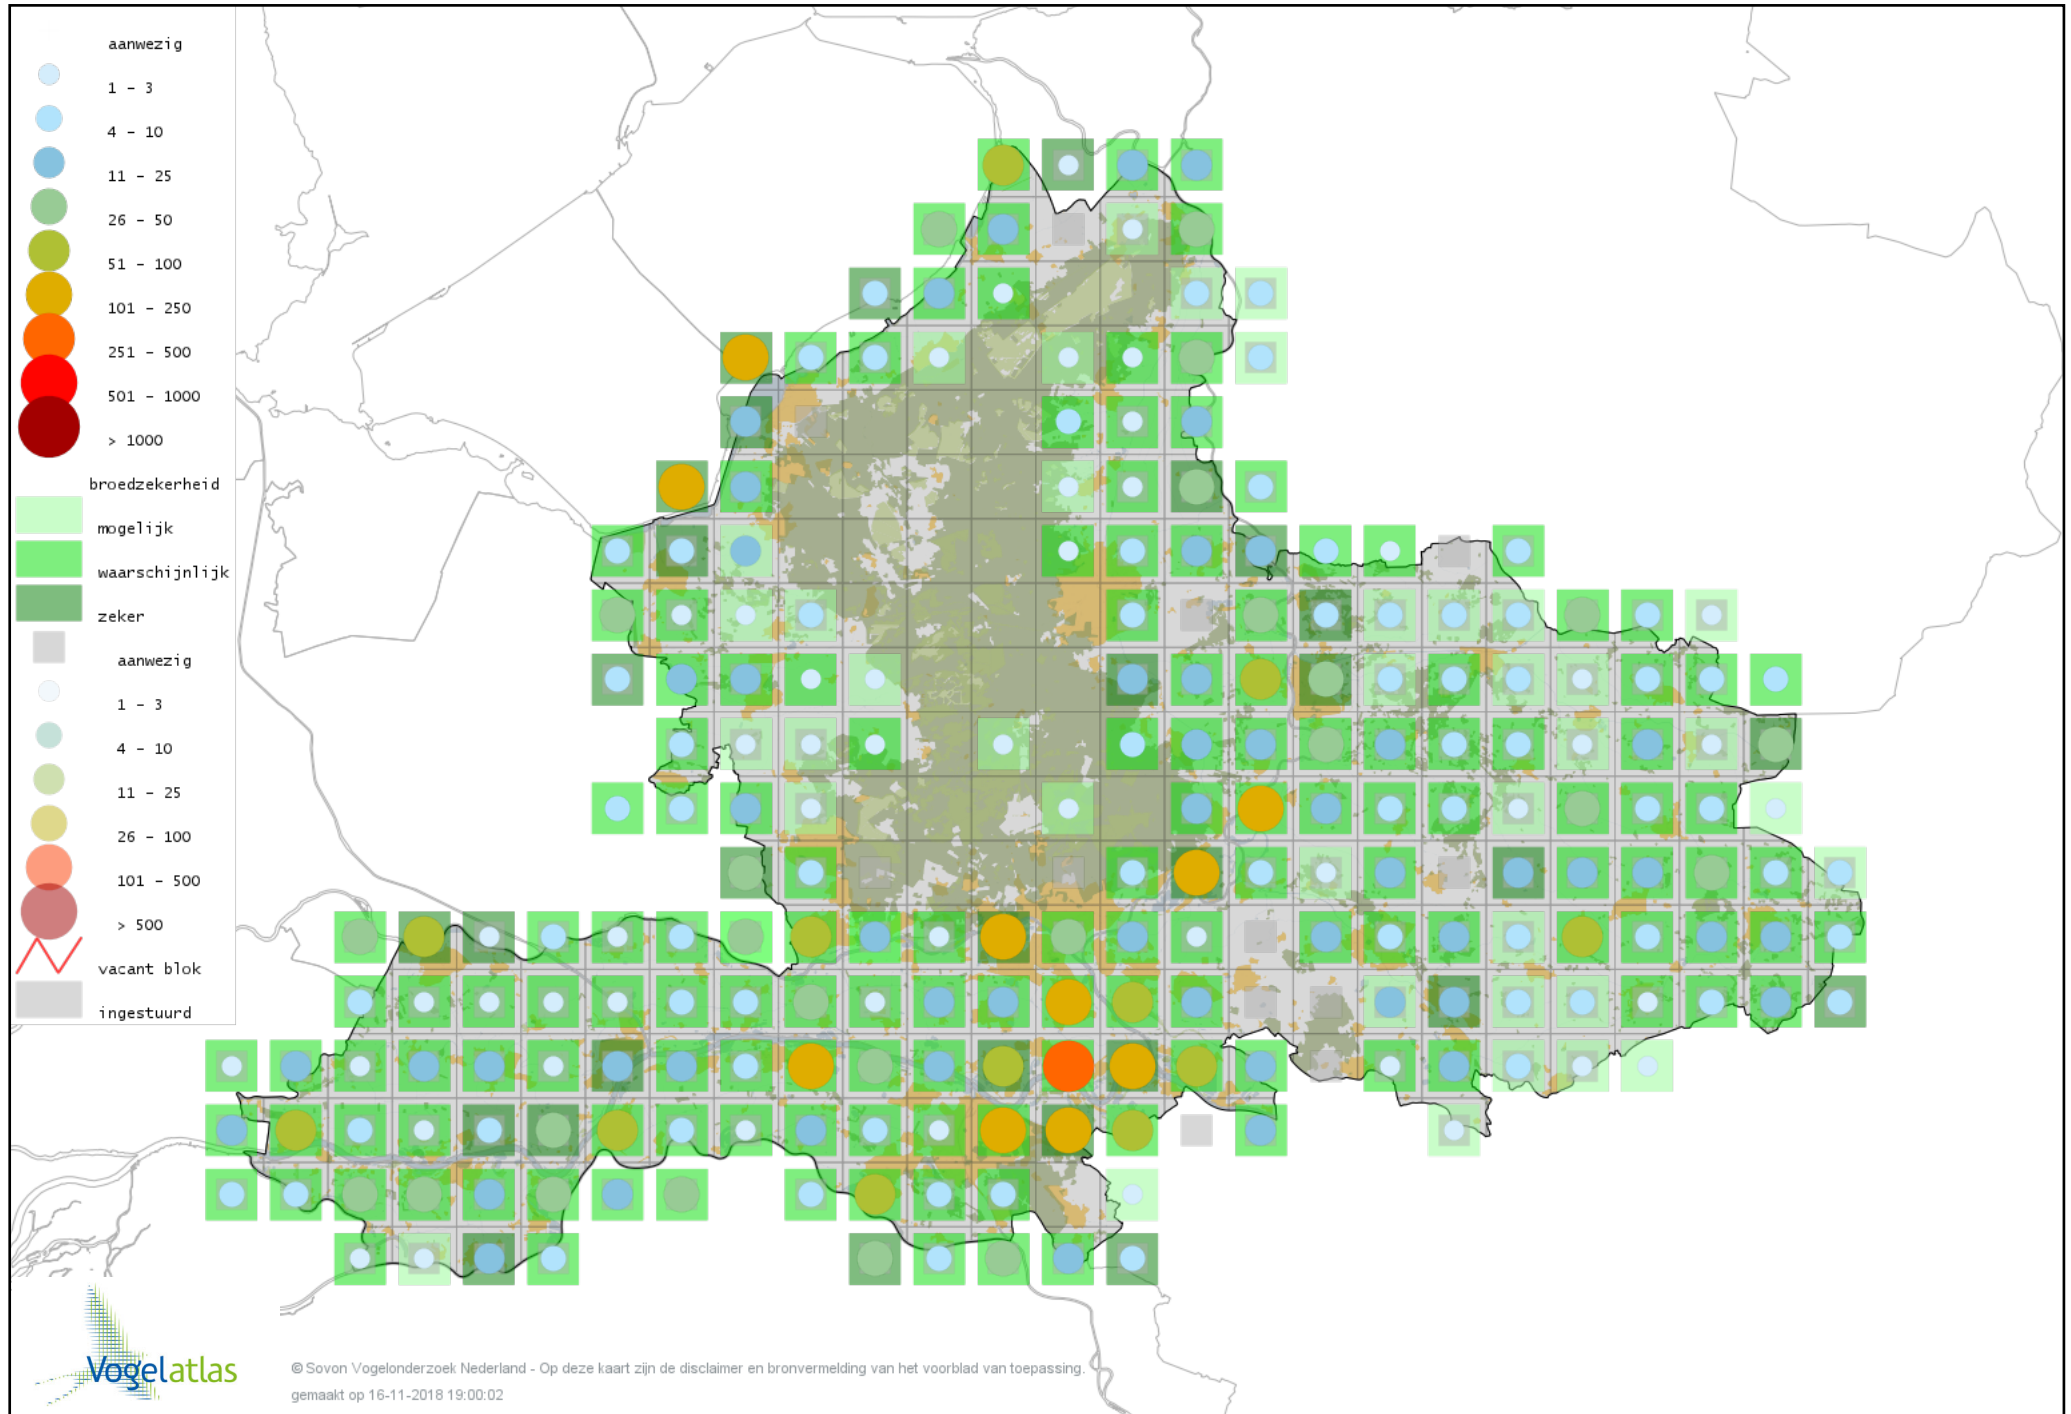 aanwezig
1 - 3
4 - 10
11 - 25
26 - 50
51 - 100
101 - 250
251 - 500
501 - 1000
> 1000
broedzekerheid
mogelijk
waarschijnlijk
zeker
aanwezig
1 - 3
4 - 10
11 - 25
26 - 100
101 - 500
> 500
vacant blok
ingestuurd
Vogelatlas
© Sovon Vogelonderzoek Nederland - Op deze kaart zijn de disclaimer en bronvermelding van het voorblad van toepassing.
gemaakt op 16-11-2018 19:00:02